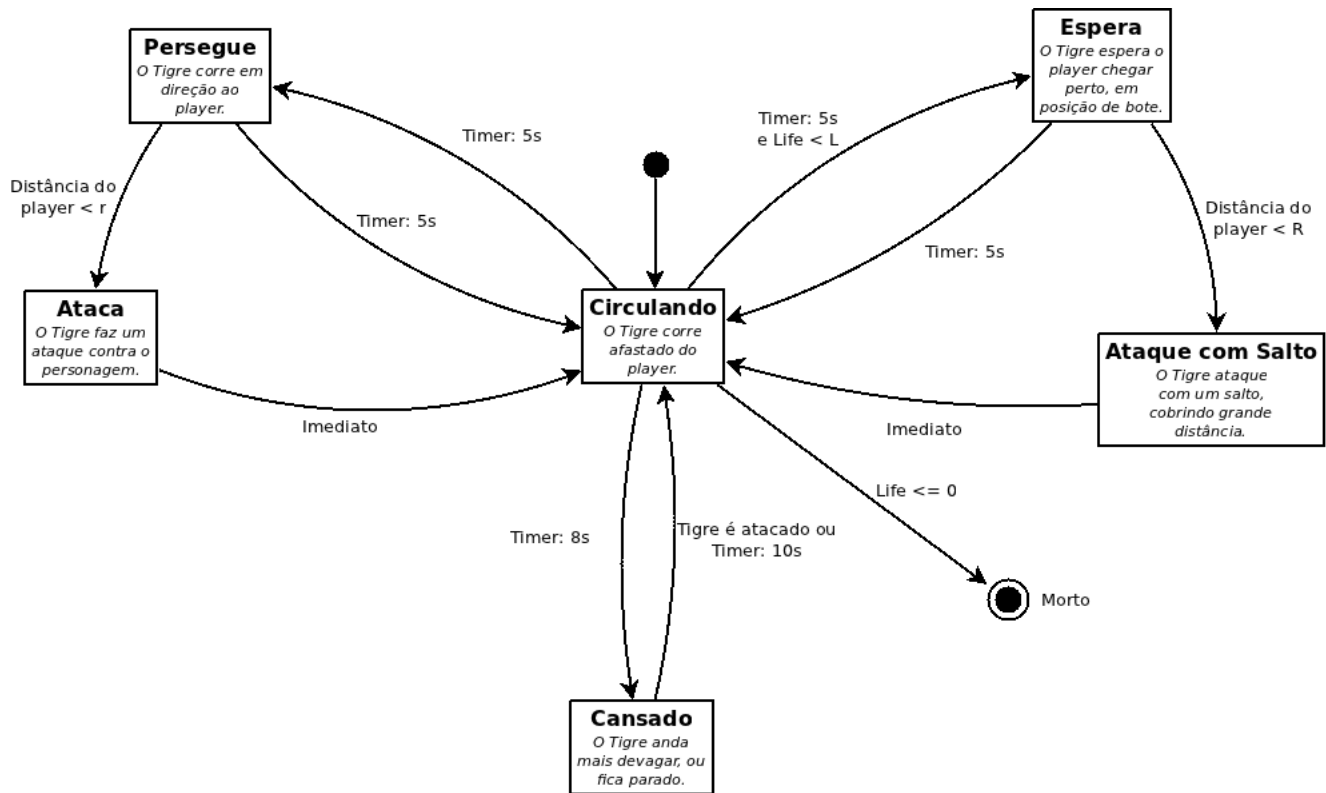 Persegue
O Tigre corre em
direção ao
player.
Espera
O Tigre espera o
player chegar
perto, em
posição de bote.
Timer: 5s
Timer: 5s
e Life < L
Distância do
player < r
Timer: 5s
Timer: 5s
Distância do
player < R
Ataca
O Tigre faz um
ataque contra o
personagem.
Circulando
O Tigre corre
afastado do
player.
Ataque com Salto
O Tigre ataque
com um salto,
cobrindo grande
distância.
Imediato
Imediato
Life <= 0
Timer: 8s
Tigre é atacado ou
Timer: 10s
Morto
Cansado
O Tigre anda
mais devagar, ou
fica parado.